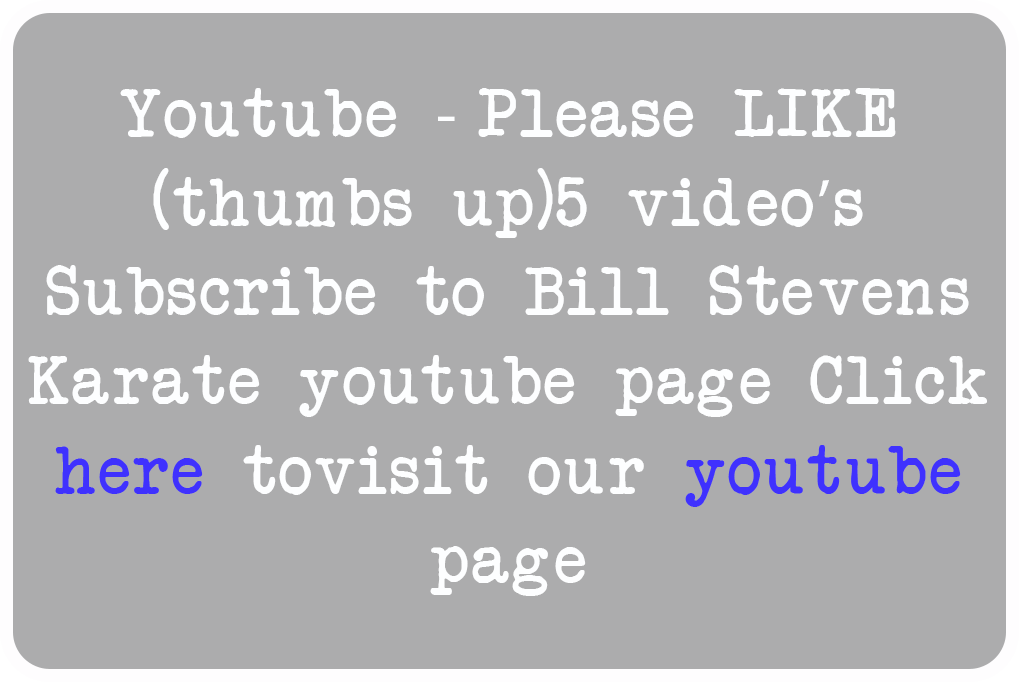 Youtube - Please LIKE
(thumbs up)5 video's
Subscribe to Bill Stevens
Karate youtube page Click
here tovisit our youtube
page